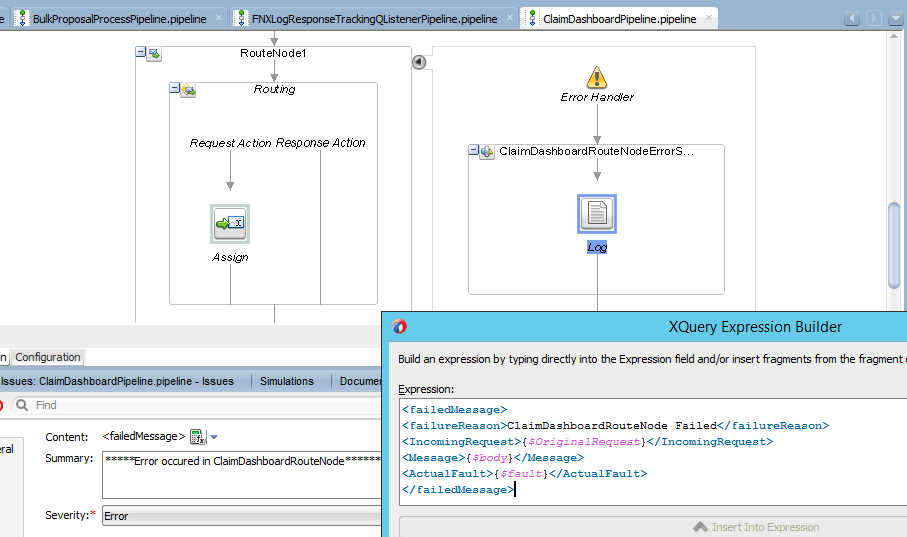 BulkProposalProcessPipeline.pipeline
FNXLogResponseTrackingQListenerPipeline.pipeline
ClaimDashboardPipeline.pipeline
RouteNode1
Routing
Request Action Response Action
Assign
Error Handler
ClaimDashboardRouteNodeErrorS...
Log
XQuery Expression Builder
Build an expression by typing directly into the Expression field and/or insert fragments from the fragment
Expression:
<failedMessage>
<failureReason>ClaimDashboardRouteNode Failed</failureReason>
<IncomingRequest>{$OriginalRequest}</IncomingRequest>
<Message>{$body}</Message>
<ActualFault>{$fault}</ActualFault>
</failedMessage>
Insert Into Expression
Configuration
Issues: ClaimDashboardPipeline.pipeline - Issues
Simulations
Find
Content: <failedMessage>
Summary: *****Error occured in ClaimDashboardRouteNode*******
Severity:* Error